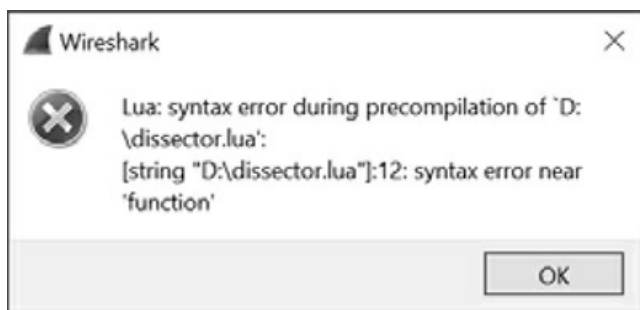 Wireshark
Lua: syntax error during precompilation of `D:
\dissector.lua':
[string "D:\dissector.lua"]:12: syntax error near
'function'
OK